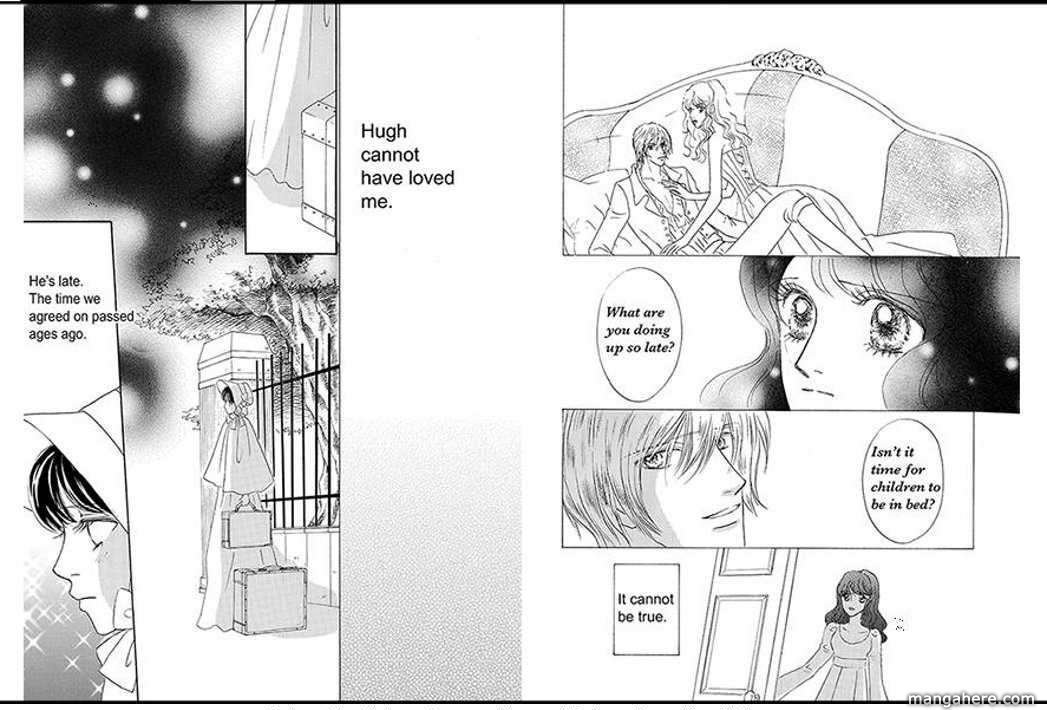 What are
you doing
up so late?
Isn't it
time for
children to
be in bed?
It cannot
be true.
Hugh
cannot
have loved
me.
He's late.
The time we
agreed on passed
ages ago.
mangahere.com